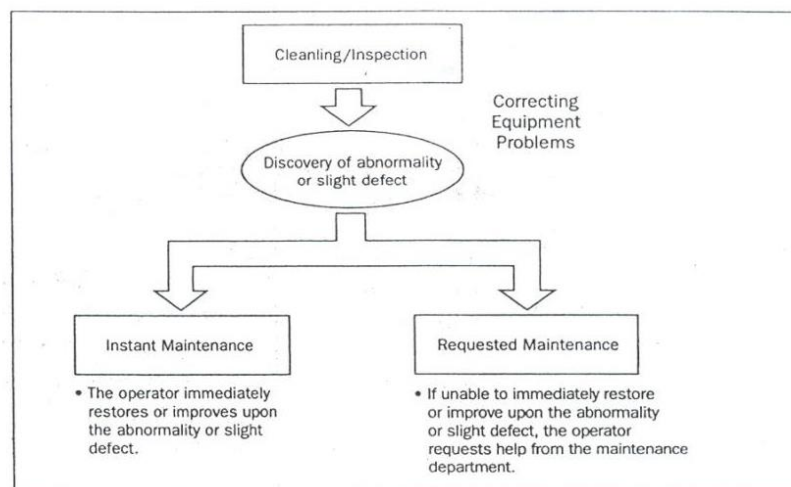 Cleanling/Inspection
Correcting
Equipment
Problems
Discovery of abnormality
or slight defect
Instant Maintenance
Requested Maintenance
• The operator immediately
restores or improves upon
the abnormality or slight
defect.
• If unable to immediately restore
or improve upon the abnormality
or slight defect, the operator
requests help from the maintenance
department.